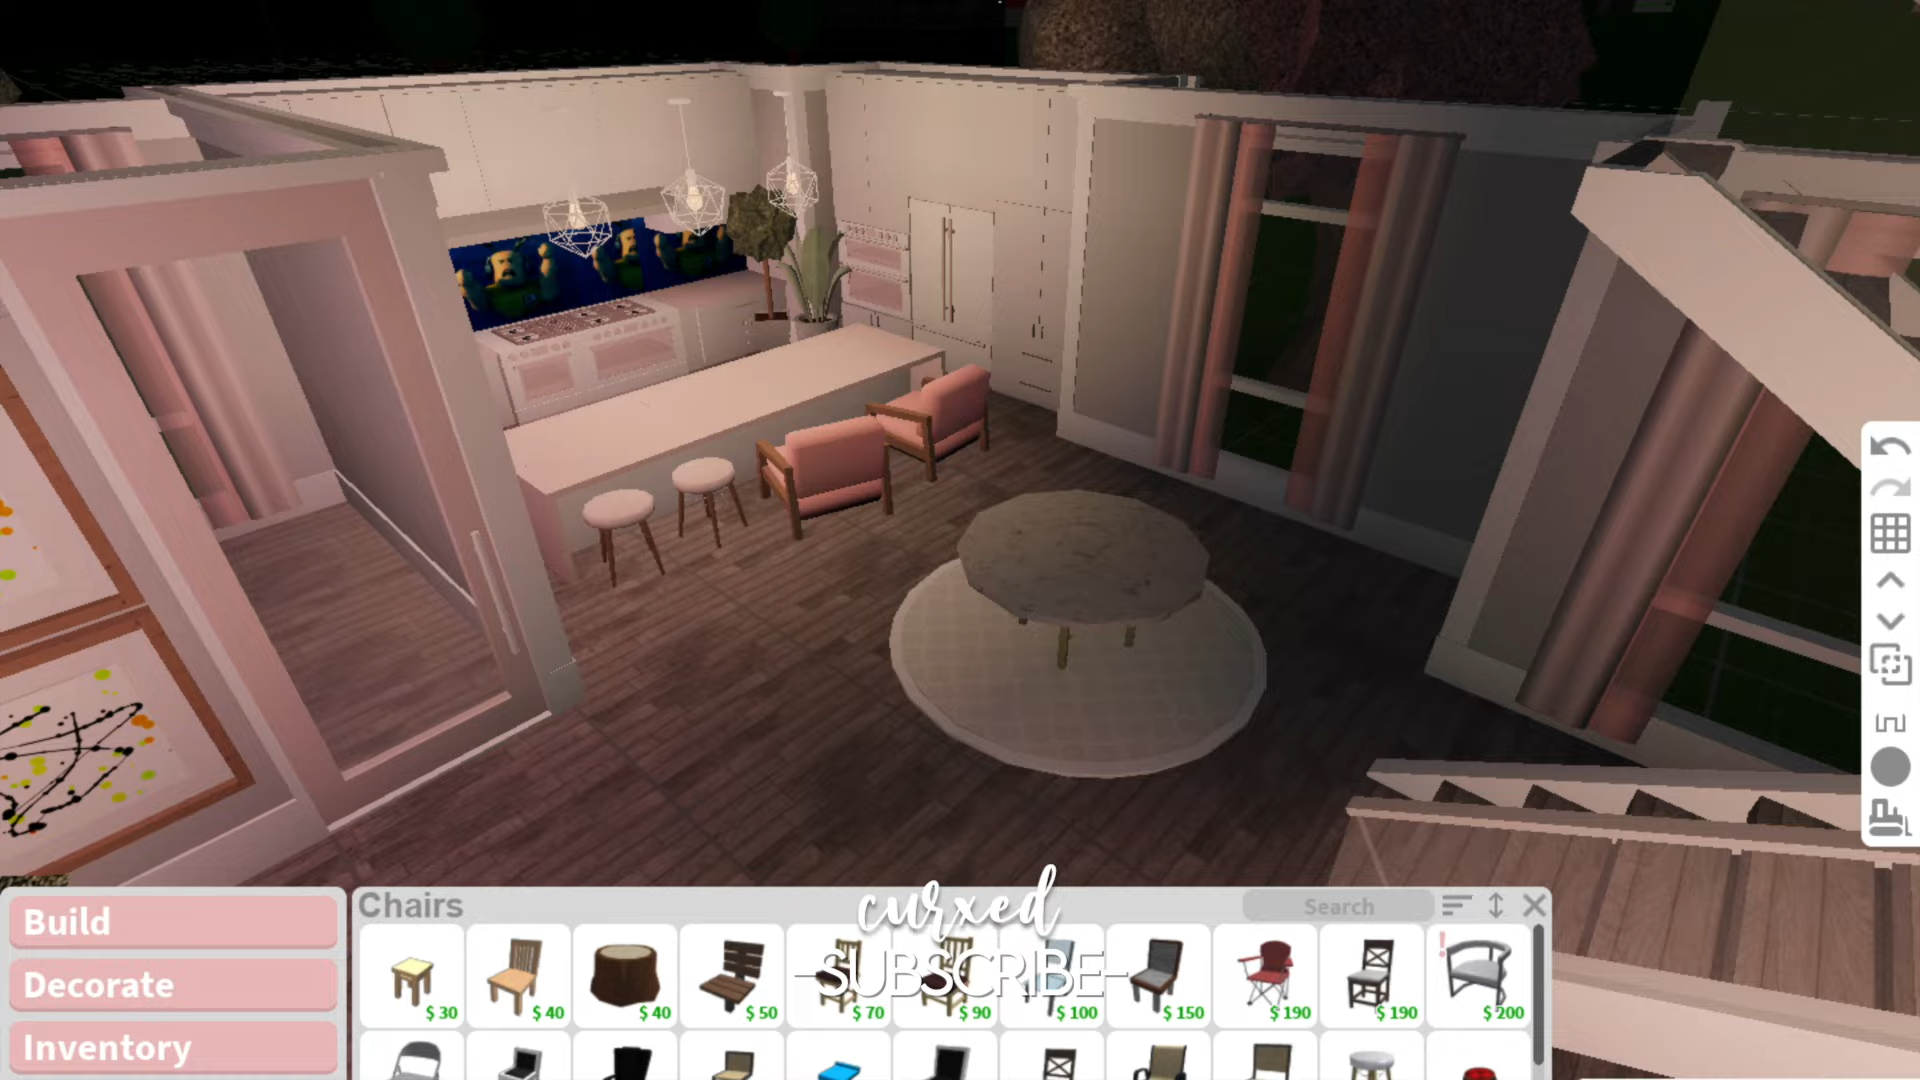 Build
Decorate
Inventory
Chairs
Search
curxed
-SUBSCRIBE-
$ 30
$ 40
$ 40
$ 50
$ 70
$ 90
$ 100
$ 150
$ 190
$ 190
$ 200